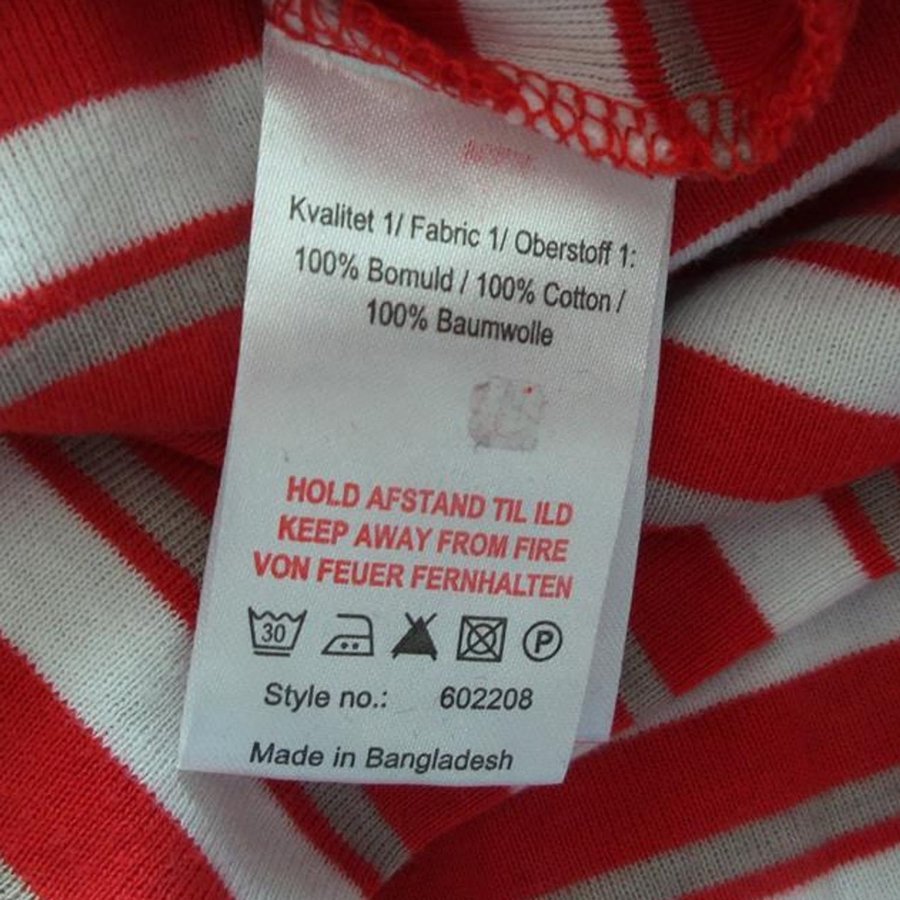 Kvalitet 1/ Fabric 1/ Oberstoff 1:
100% Bomuld / 100% Cotton /
100% Baumwolle
HOLD AFSTAND TIL ILD
KEEP AWAY FROM FIRE
VON FEUER FERNHALTEN
30 P
Style no.: 602208
Made in Bangladesh